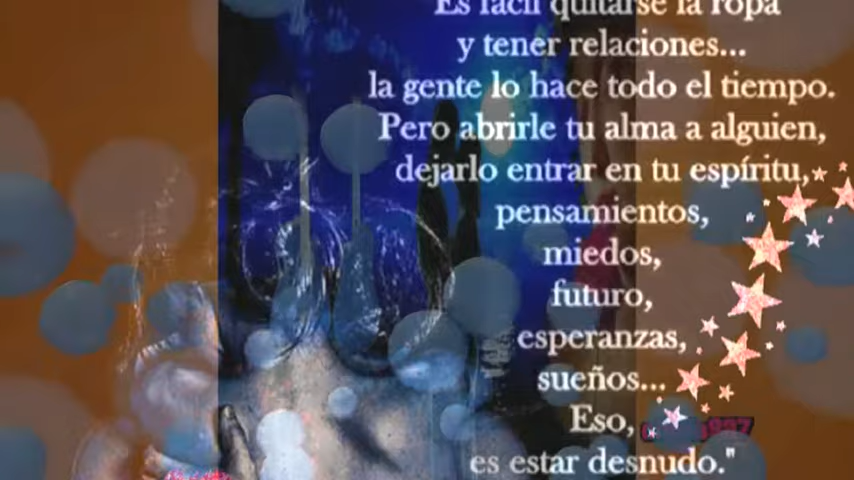 Es fácil quitarse la ropa
y tener relaciones...
la gente lo hace todo el tiempo.
Pero abrirle tu alma a alguien,
dejarlo entrar en tu espíritu,
pensamientos,
miedos,
futuro,
esperanzas,
sueños...
Eso,
es estar desnudo."